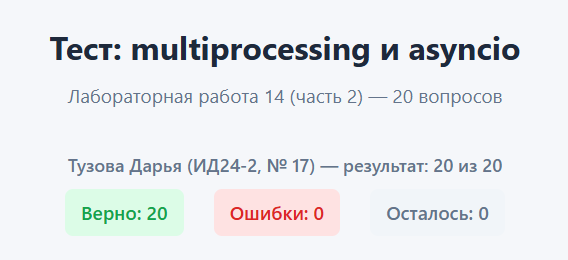 Тест: multiprocessing и asyncio
Лабораторная работа 14 (часть 2) — 20 вопросов
Тузова Дарья (ИД24-2, № 17) — результат: 20 из 20
Верно: 20 Ошибки: 0 Осталось: 0